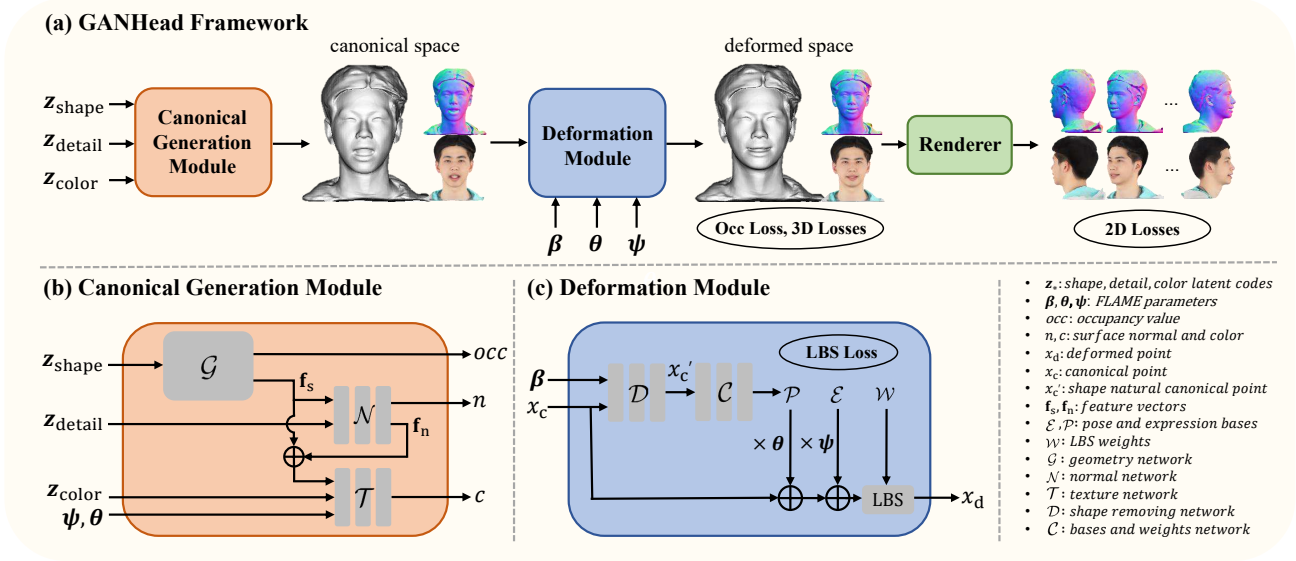 (a) GANHead Framework
canonical space
deformed space
z_shape
z_detail
z_color
Canonical
Generation
Module
Deformation
Module
Renderer
...
...
β θ ψ
Occ Loss, 3D Losses
2D Losses
(b) Canonical Generation Module
z_shape
𝒢
occ
f_s
z_detail
𝒩
n
f_n
z_color
ψ, θ
𝒯
c
(c) Deformation Module
LBS Loss
β
x_c
𝒟
x_c′
𝒞
𝒫 ℰ 𝒲
× θ × ψ
LBS
x_d
• z_*: shape, detail, color latent codes
• β, θ, ψ: FLAME parameters
• occ: occupancy value
• n, c: surface normal and color
• x_d: deformed point
• x_c: canonical point
• x_c′: shape natural canonical point
• f_s, f_n: feature vectors
• ℰ, 𝒫: pose and expression bases
• 𝒲: LBS weights
• 𝒢: geometry network
• 𝒩: normal network
• 𝒯: texture network
• 𝒟: shape removing network
• 𝒞: bases and weights network